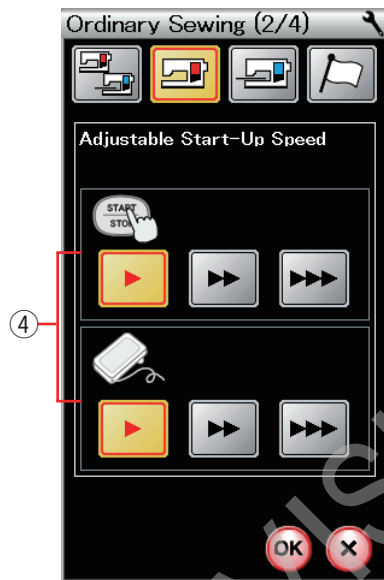 Ordinary Sewing (2/4)
Adjustable Start-Up Speed
START
STOP
④
OK
×